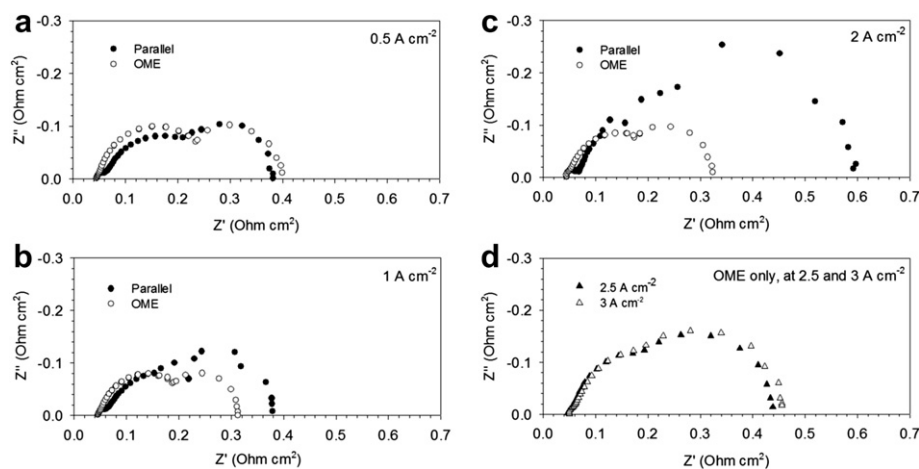 a
0.5 A cm⁻²
Parallel
OME
-0.3
-0.2
-0.1
0.0
Z'' (Ohm cm²)
0.0 0.1 0.2 0.3 0.4 0.5 0.6 0.7
Z' (Ohm cm²)
b
1 A cm⁻²
Parallel
OME
-0.3
-0.2
-0.1
0.0
Z'' (Ohm cm²)
0.0 0.1 0.2 0.3 0.4 0.5 0.6 0.7
Z' (Ohm cm²)
c
2 A cm⁻²
Parallel
OME
-0.3
-0.2
-0.1
0.0
Z'' (Ohm cm²)
0.0 0.1 0.2 0.3 0.4 0.5 0.6 0.7
Z' (Ohm cm²)
d
OME only, at 2.5 and 3 A cm⁻²
2.5 A cm⁻²
3 A cm⁻²
-0.3
-0.2
-0.1
0.0
Z'' (Ohm cm²)
0.0 0.1 0.2 0.3 0.4 0.5 0.6 0.7
Z' (Ohm cm²)